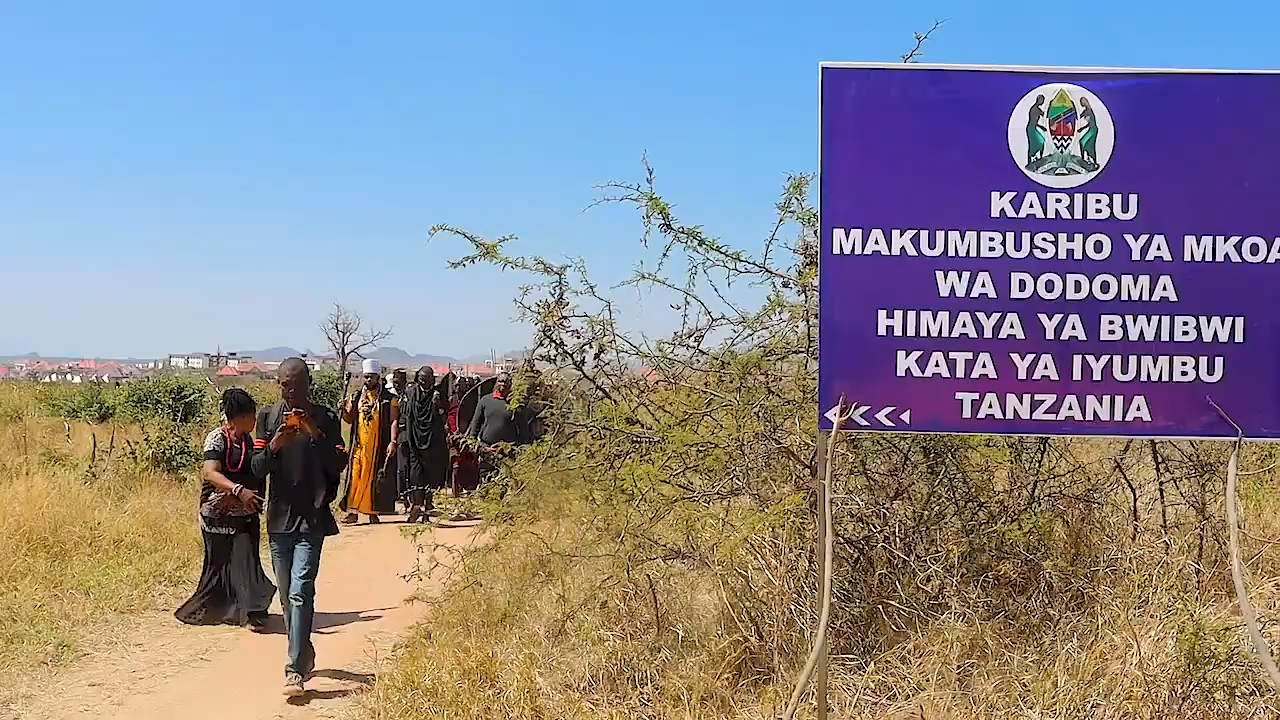 KARIBU
MAKUMBUSHO YA MKOA
WA DODOMA
HIMAYA YA BWIBWI
KATA YA IYUMBU
TANZANIA